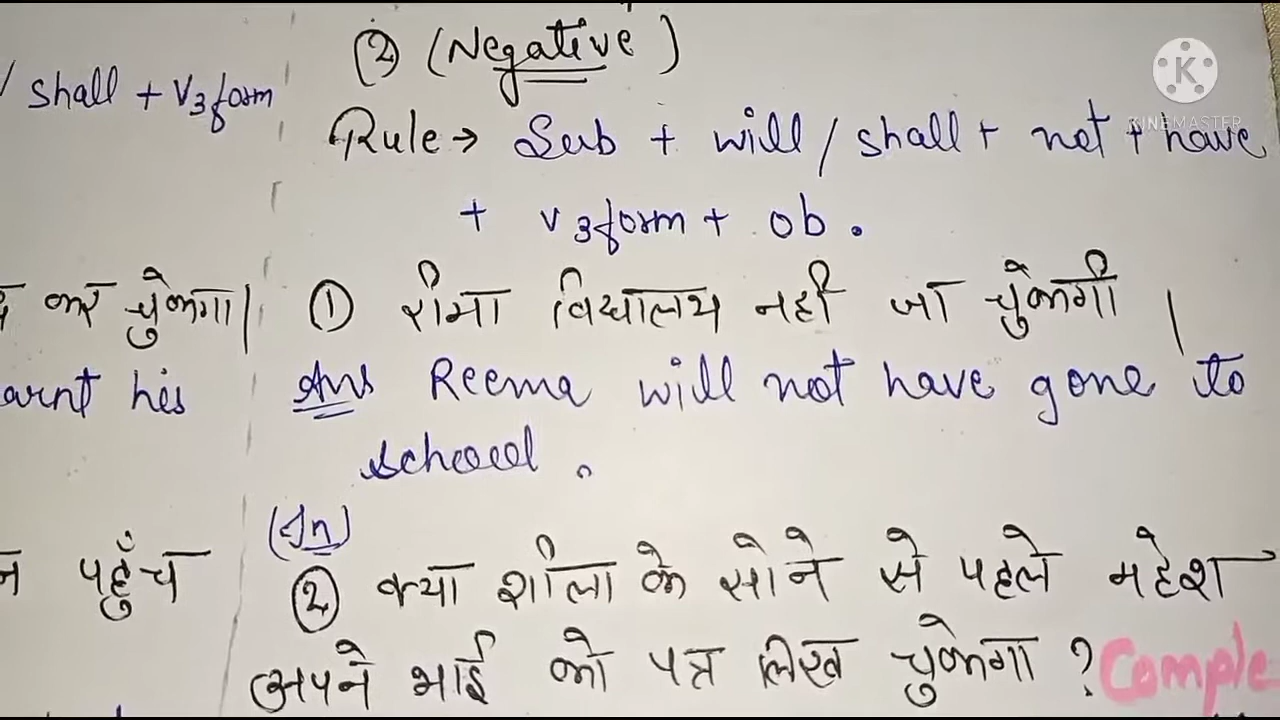 ② (Negative)
/ shall + V3 form
Rule → Sub + will / shall + not + have
+ V3 form + ob.
कर चुकेगा।
① रीमा विद्यालय नहीं जा चुकेगी।
arnt his
Ans Reema will not have gone to
school.
(In)
न पहुँच
② क्या शीला के सोने से पहले महेश
अपने भाई को पत्र लिख चुकेगा ?
Comple
KINEMASTER